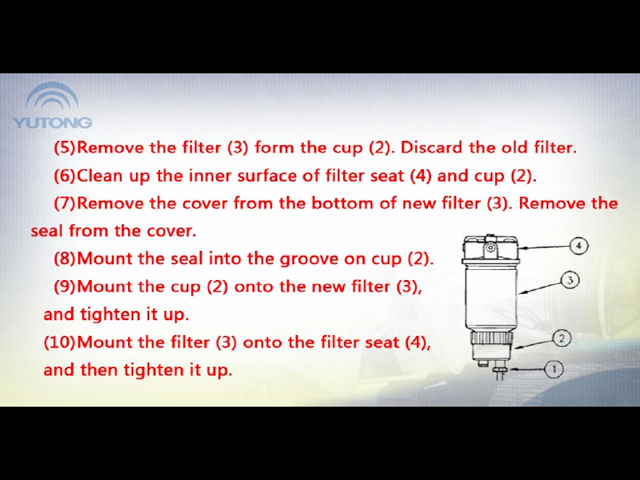 YUTONG
(5)Remove the filter (3) form the cup (2). Discard the old filter.
(6)Clean up the inner surface of filter seat (4) and cup (2).
(7)Remove the cover from the bottom of new filter (3). Remove the
seal from the cover.
(8)Mount the seal into the groove on cup (2).
(9)Mount the cup (2) onto the new filter (3),
and tighten it up.
(10)Mount the filter (3) onto the filter seat (4),
and then tighten it up.
4
3
2
1